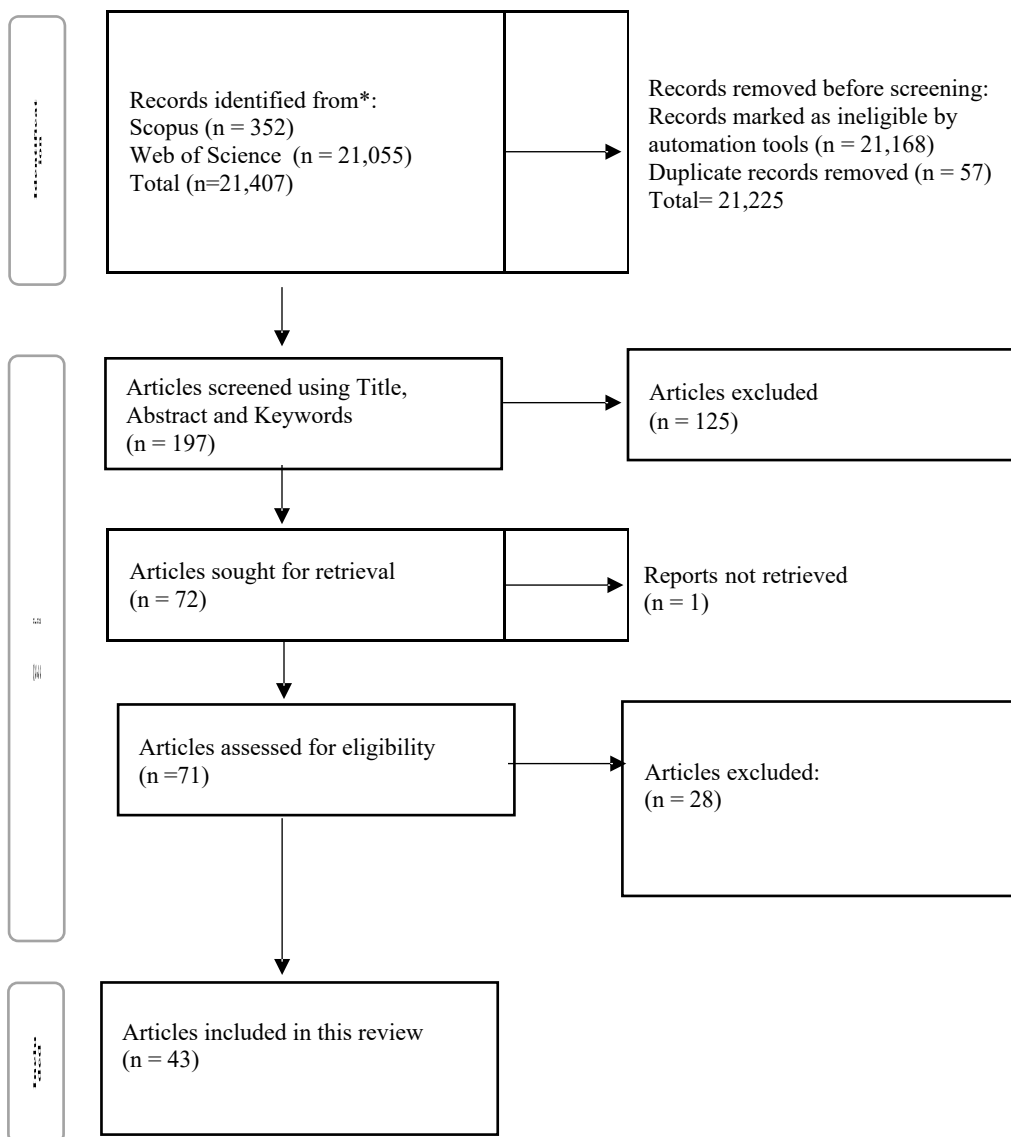 Records identified from*:
Scopus (n = 352)
Web of Science (n = 21,055)
Total (n=21,407)
Records removed before screening:
Records marked as ineligible by
automation tools (n = 21,168)
Duplicate records removed (n = 57)
Total= 21,225
Articles screened using Title,
Abstract and Keywords
(n = 197)
Articles excluded
(n = 125)
Articles sought for retrieval
(n = 72)
Reports not retrieved
(n = 1)
Articles assessed for eligibility
(n =71)
Articles excluded:
(n = 28)
Articles included in this review
(n = 43)